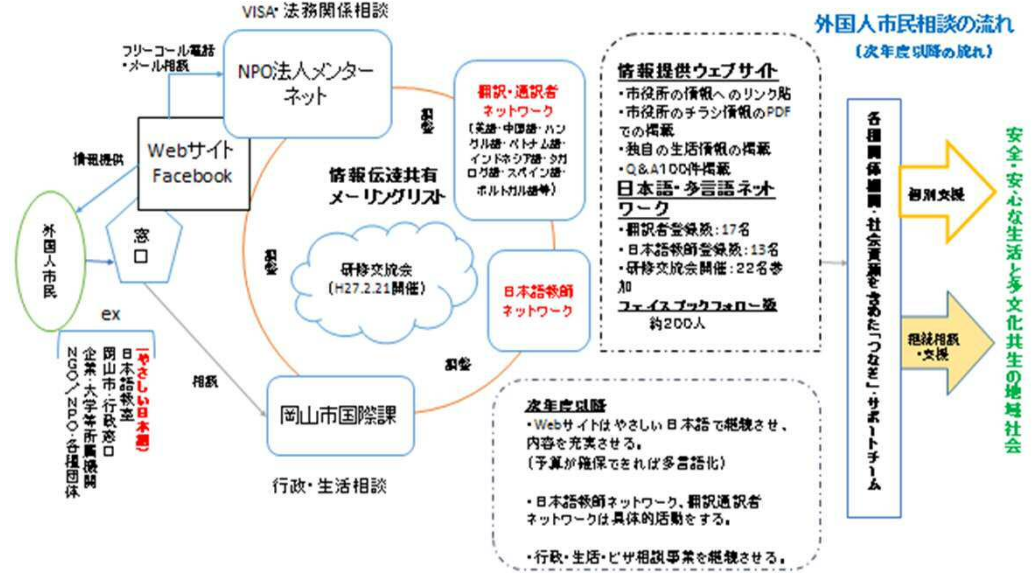 外国人市民相談の流れ
(次年度以降の流れ)
VISA・法務関係相談
フリーコール電話
・メール相談
NPO法人メンター
ネット
Webサイト
Facebook
情報提供
外国人市民
窓口
ex
(やさしい日本語)
日本語教室
岡山市・行政窓口
企業・大学等所属機関
NGO/NPO・各種団体
相談
岡山市国際課
行政・生活相談
調整
調整
調整
調整
情報伝達共有
メーリングリスト
研修交流会
(H27.2.21開催)
翻訳・通訳者
ネットワーク
(英語・中国語・ハン
グル語・ベトナム語・
インドネシア語・タガ
ログ語・スペイン語・
ポルトガル語等)
日本語教師
ネットワーク
情報提供ウェブサイト
・市役所の情報へのリンク貼
・市役所のチラシ情報のPDF
での掲載
・独自の生活情報の掲載
・Q&A100件掲載
日本語・多言語ネット
ワーク
・翻訳者登録数:17名
・日本語教師登録数:13名
・研修交流会開催:22名参
加
フェイスブックフォロー数
約200人
次年度以降
・Webサイトはやさしい日本語で継続させ、
内容を充実させる。
(予算が確保できれば多言語化)
・日本語教師ネットワーク、翻訳通訳者
ネットワークは具体的活動をする。
・行政・生活・ビザ相談事業を継続させる。
各種関係機関・社会資源を含めた「つなぎ」・サポートチーム
個別支援
継続相談
・支援
安全・安心な生活と多文化共生の地域社会